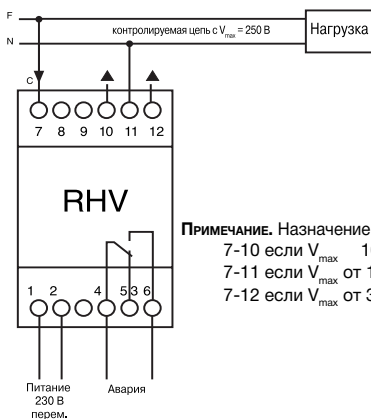 F
контролируемая цепь с Vmax = 250 В
Нагрузка
N
C
7 8 9 10 11 12
RHV
ПРИМЕЧАНИЕ. Назначение
7-10 если Vmax 10
7-11 если Vmax от 1
7-12 если Vmax от 3
1 2 4 5 3 6
Питание
230 В
перем.
Авария